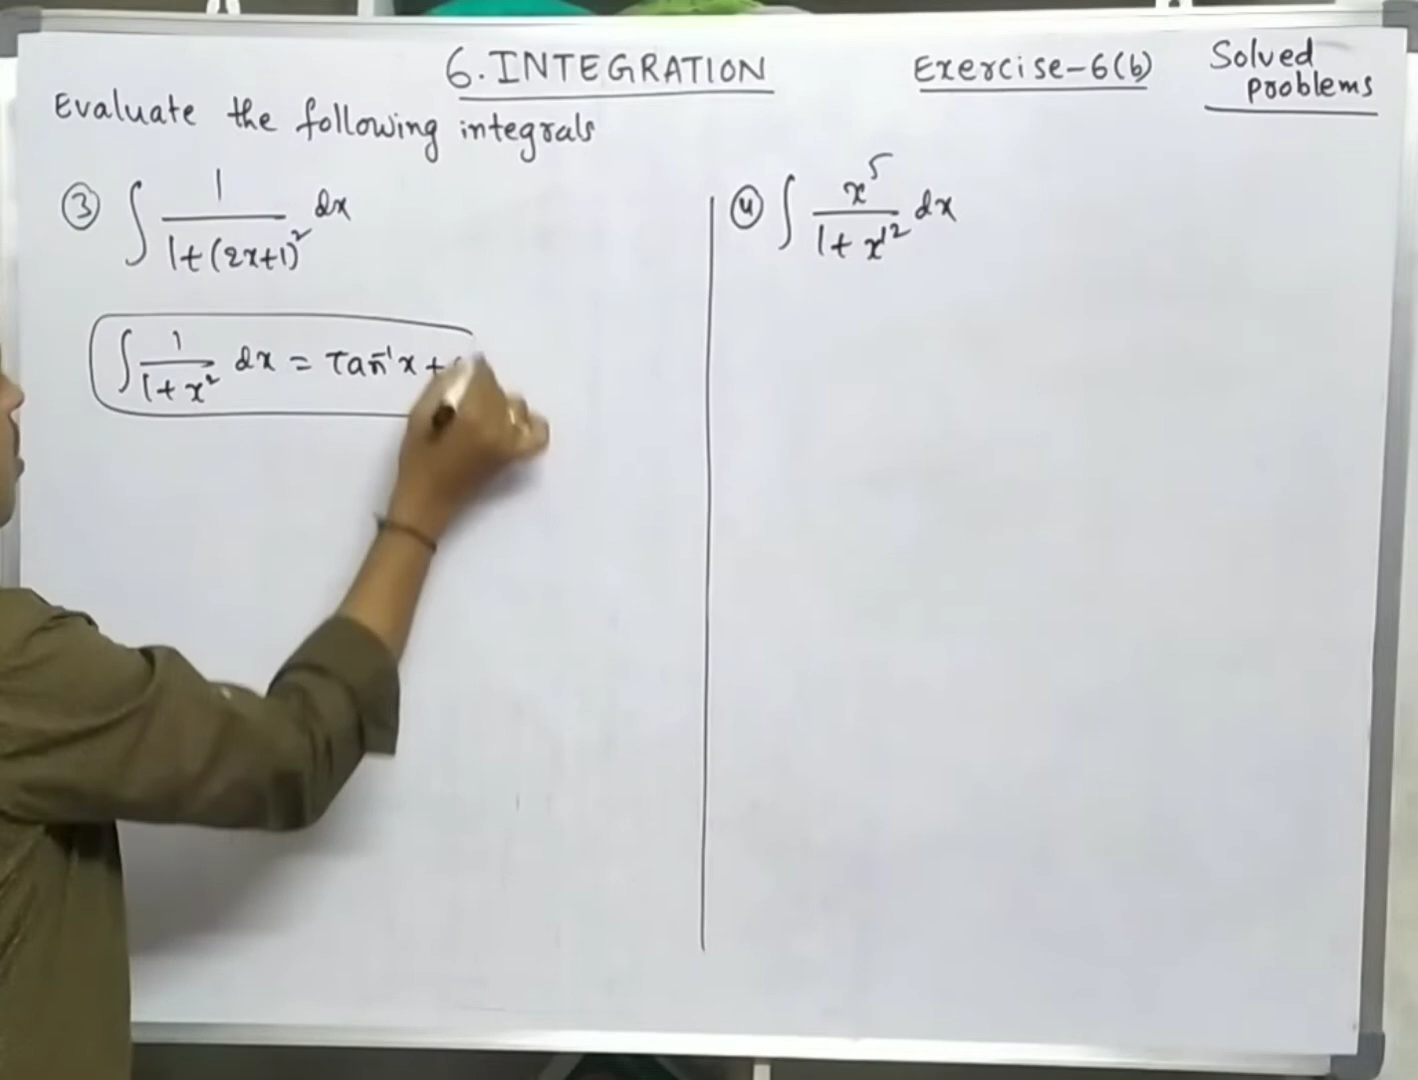 6. INTEGRATION
Exercise-6(b)
Solved problems
Evaluate the following integrals
③ ∫ 1/(1+(2x+1)²) dx
∫ 1/(1+x²) dx = Tan⁻¹x +
④ ∫ x⁵/(1+x¹²) dx